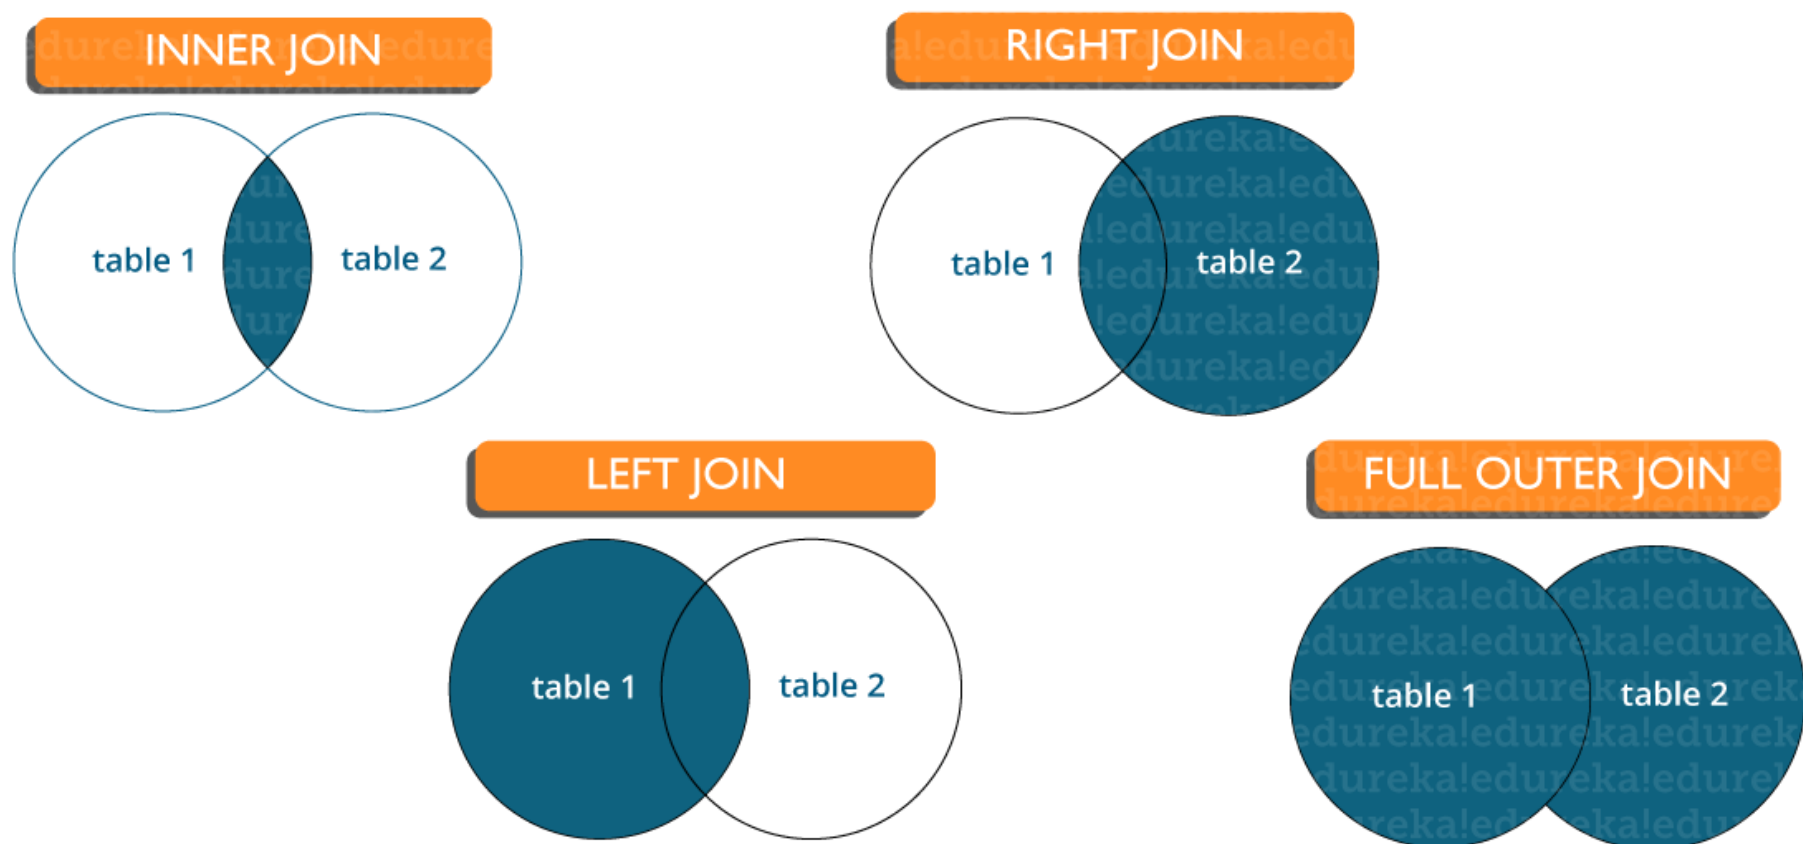 INNER JOIN
RIGHT JOIN
table 1
table 2
table 1
table 2
LEFT JOIN
FULL OUTER JOIN
table 1
table 2
table 1
table 2